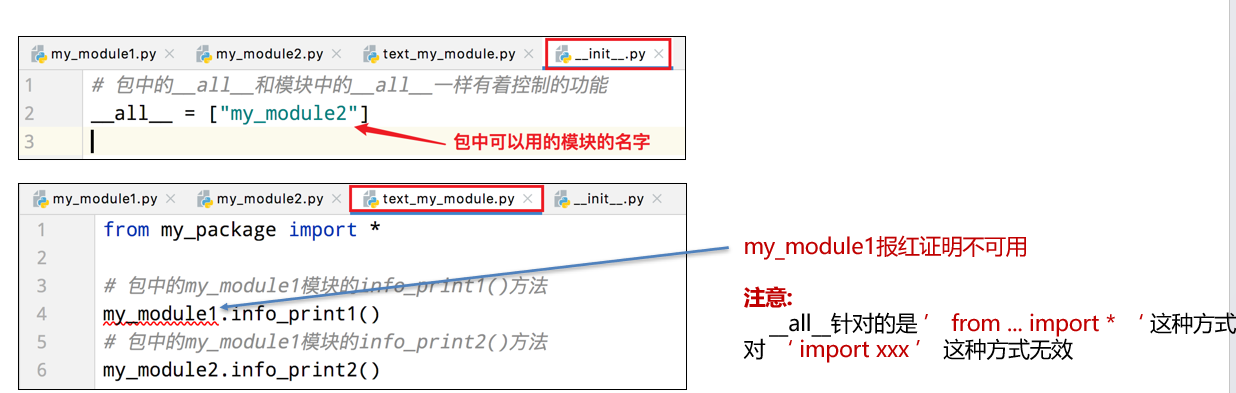 my_module1.py × my_module2.py × text_my_module.py × __init__.py ×
1 # 包中的__all__和模块中的__all__一样有着控制的功能
2 __all__ = ["my_module2"]
3
包中可以用的模块的名字
my_module1.py × my_module2.py × text_my_module.py × __init__.py ×
1 from my_package import *
2
3 # 包中的my_module1模块的info_print1()方法
4 my_module1.info_print1()
5 # 包中的my_module1模块的info_print2()方法
6 my_module2.info_print2()
my_module1报红证明不可用
注意:
__all__针对的是 ’ from ... import * ‘ 这种方式
对 ‘ import xxx ’ 这种方式无效